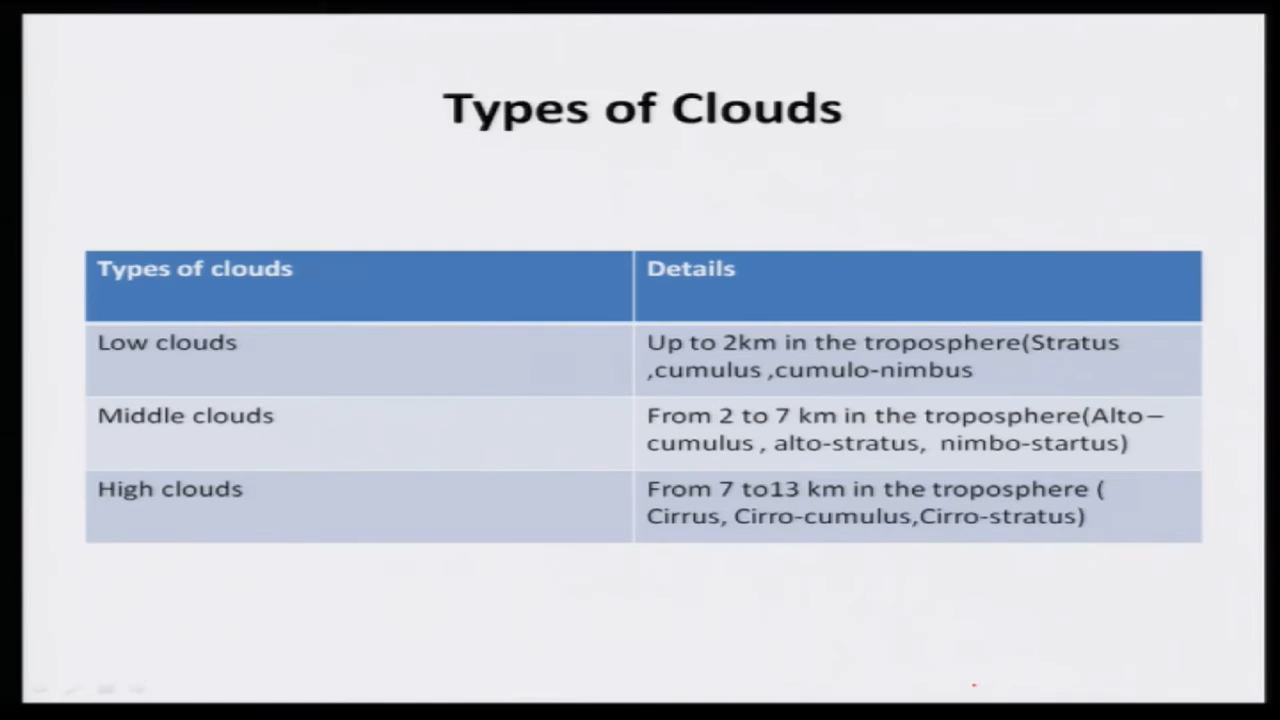 Types of Clouds
Types of clouds
Details
Low clouds
Up to 2km in the troposphere(Stratus
,cumulus ,cumulo-nimbus
Middle clouds
From 2 to 7 km in the troposphere(Alto–
cumulus , alto-stratus,  nimbo-startus)
High clouds
From 7 to13 km in the troposphere (
Cirrus, Cirro-cumulus,Cirro-stratus)